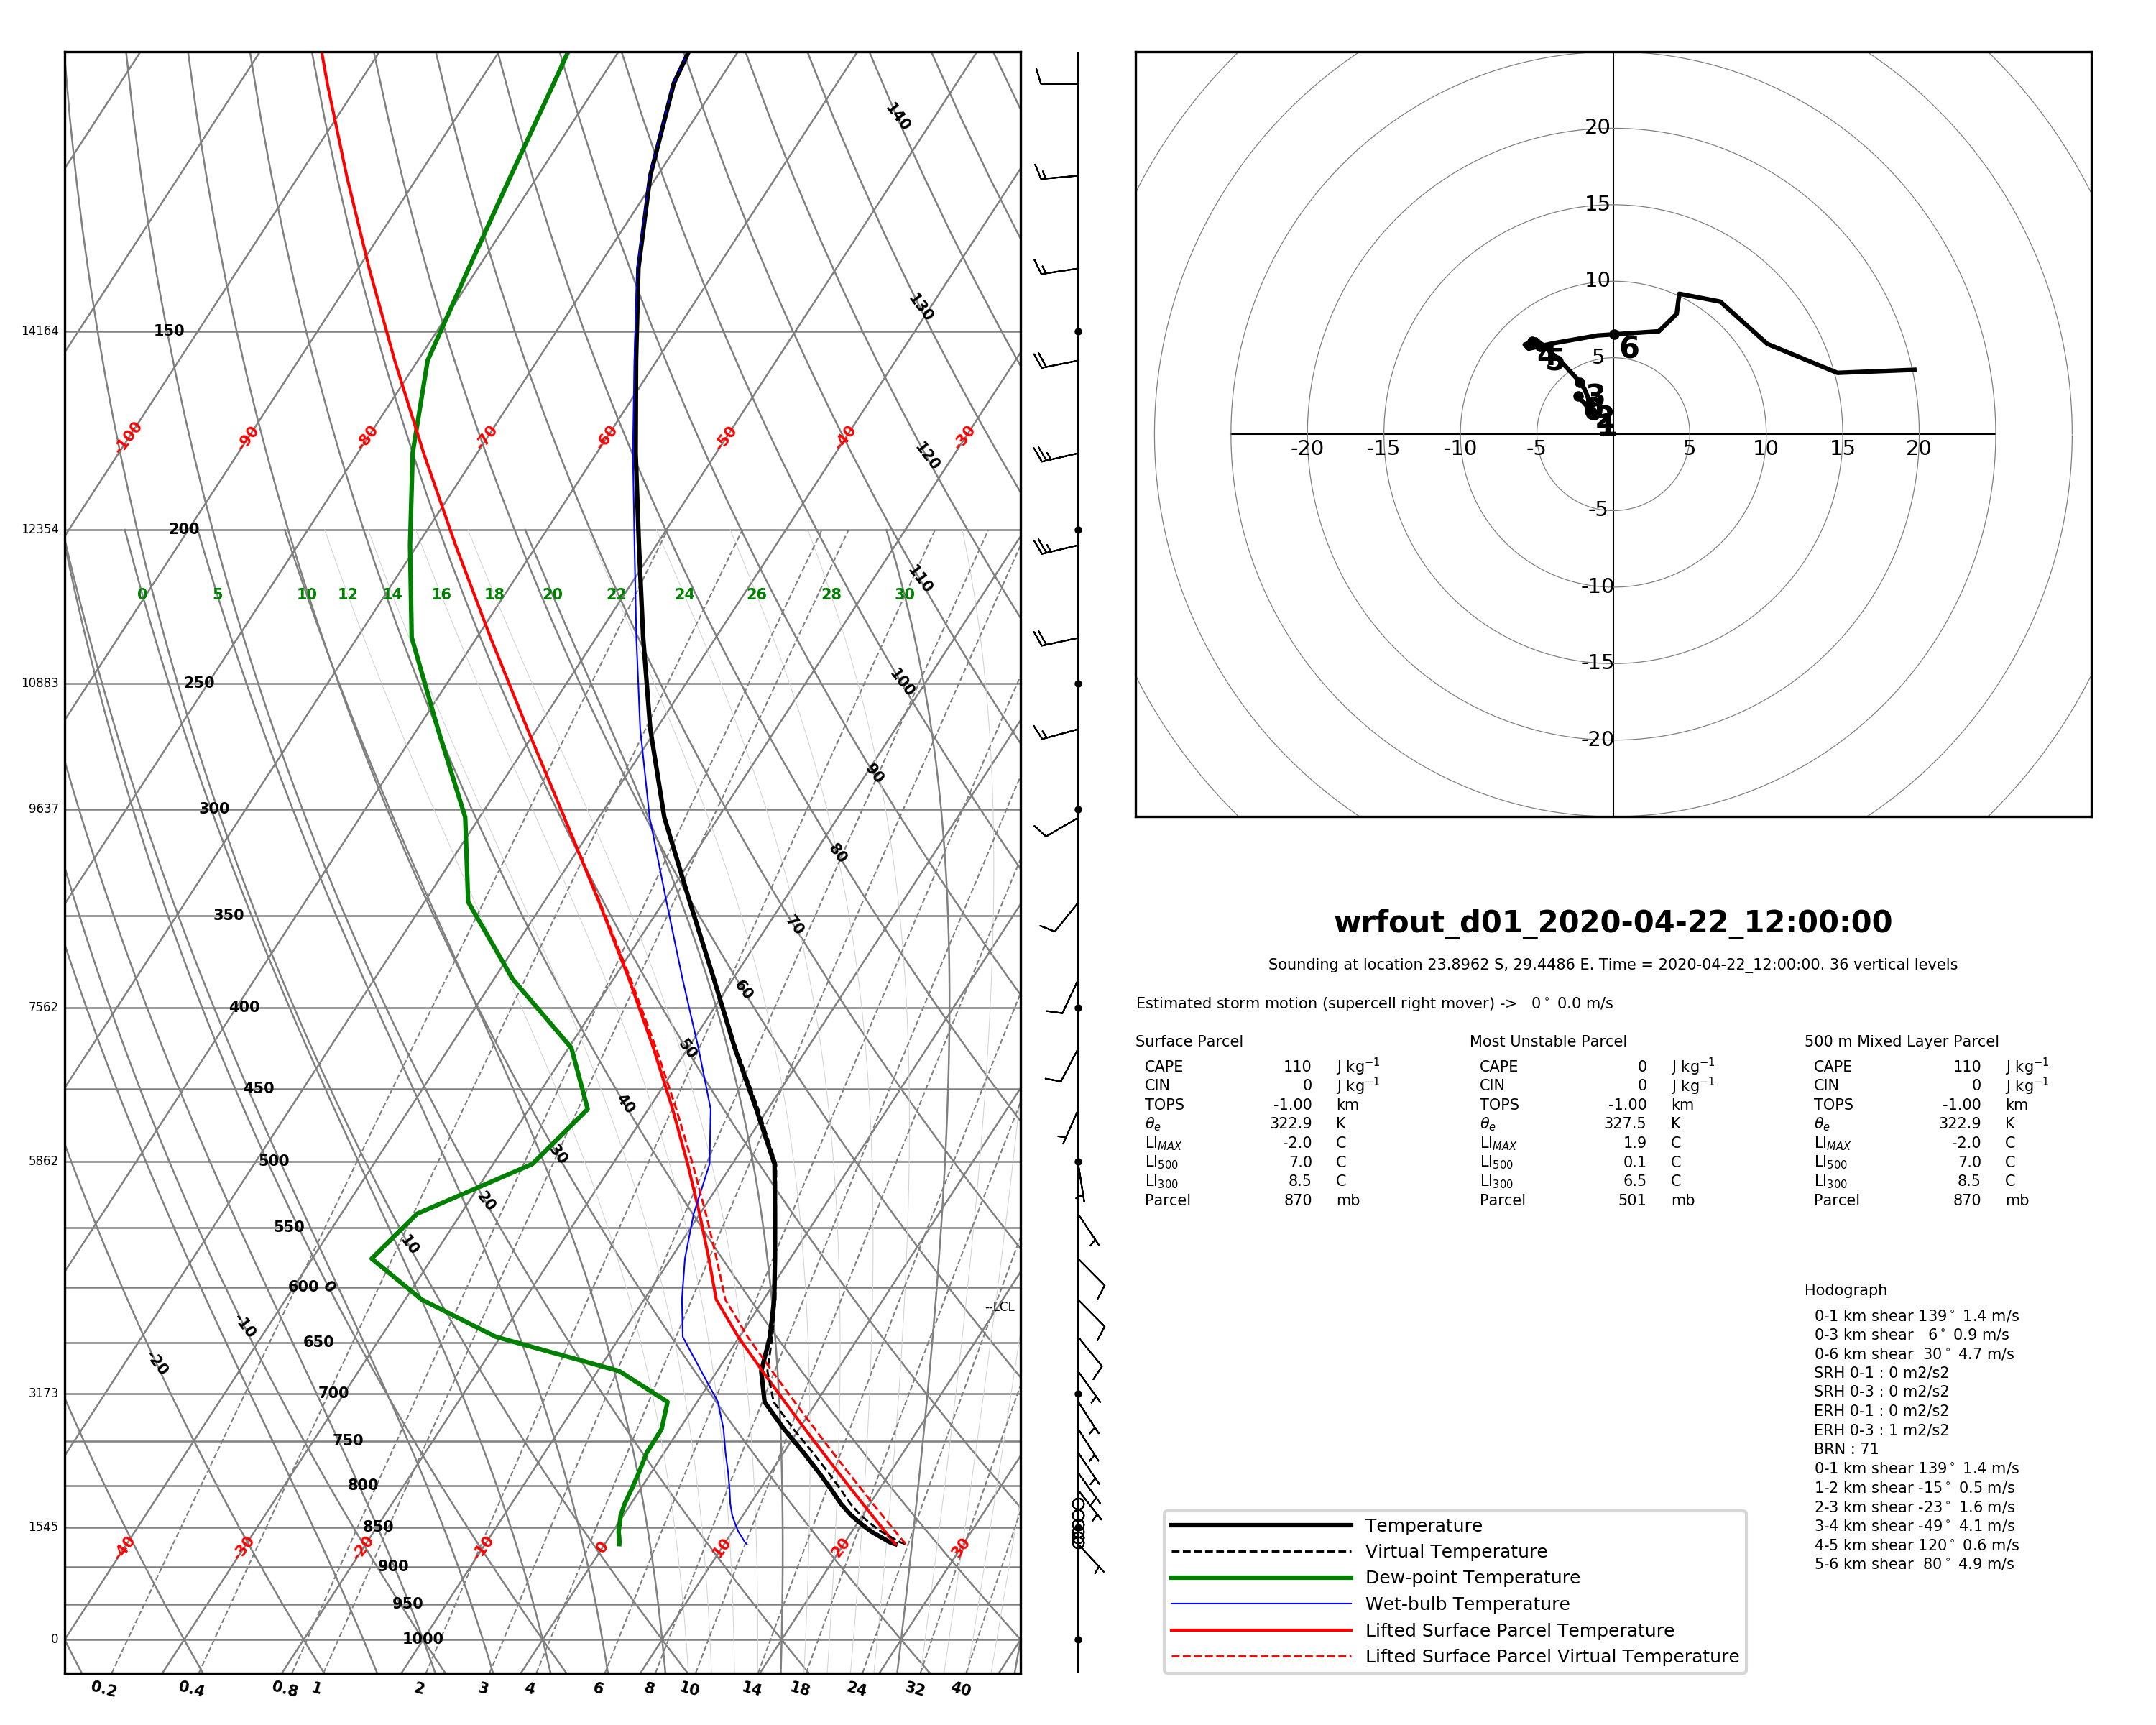 140
130
120
110
100
90
80
70
60
50
40
30
20
10
0
-10
-20
14164 150
12354 200
10883 250
9637 300
350
7562 400
450
5862 500
550
600
650
3173 700
750
800
1545 850
900
950
0 1000
-100 -90 -80 -70 -60 -50 -40 -30
0 5 10 12 14 16 18 20 22 24 26 28 30
--LCL
-40 -30 -20 -10 0 10 20 30
0.2 0.4 0.8 1 2 3 4 6 8 10 14 18 24 32 40
20
15
10
5
-20 -15 -10 -5 5 10 15 20
-5
-10
-15
-20
6
4
5
3
2
1
wrfout_d01_2020-04-22_12:00:00
Sounding at location 23.8962 S, 29.4486 E. Time = 2020-04-22_12:00:00. 36 vertical levels
Estimated storm motion (supercell right mover) -> 0° 0.0 m/s
Surface Parcel
CAPE 110 J kg⁻¹
CIN 0 J kg⁻¹
TOPS -1.00 km
θe 322.9 K
LIMAX -2.0 C
LI500 7.0 C
LI300 8.5 C
Parcel 870 mb
Most Unstable Parcel
CAPE 0 J kg⁻¹
CIN 0 J kg⁻¹
TOPS -1.00 km
θe 327.5 K
LIMAX 1.9 C
LI500 0.1 C
LI300 6.5 C
Parcel 501 mb
500 m Mixed Layer Parcel
CAPE 110 J kg⁻¹
CIN 0 J kg⁻¹
TOPS -1.00 km
θe 322.9 K
LIMAX -2.0 C
LI500 7.0 C
LI300 8.5 C
Parcel 870 mb
Hodograph
0-1 km shear 139° 1.4 m/s
0-3 km shear 6° 0.9 m/s
0-6 km shear 30° 4.7 m/s
SRH 0-1 : 0 m2/s2
SRH 0-3 : 0 m2/s2
ERH 0-1 : 0 m2/s2
ERH 0-3 : 1 m2/s2
BRN : 71
0-1 km shear 139° 1.4 m/s
1-2 km shear -15° 0.5 m/s
2-3 km shear -23° 1.6 m/s
3-4 km shear -49° 4.1 m/s
4-5 km shear 120° 0.6 m/s
5-6 km shear 80° 4.9 m/s
Temperature
Virtual Temperature
Dew-point Temperature
Wet-bulb Temperature
Lifted Surface Parcel Temperature
Lifted Surface Parcel Virtual Temperature